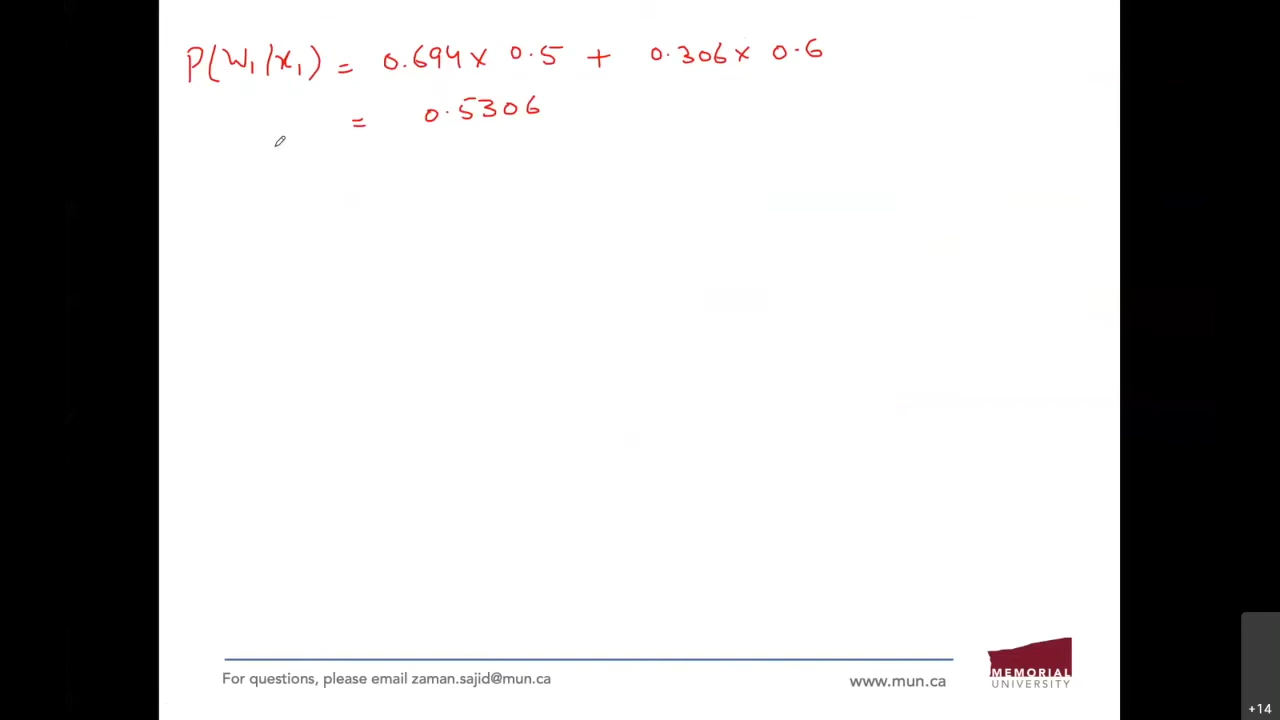 P(W₁/x₁) = 0.694 x 0.5 + 0.306 x 0.6
= 0.5306
For questions, please email zaman.sajid@mun.ca
www.mun.ca
MEMORIAL
UNIVERSITY
+14